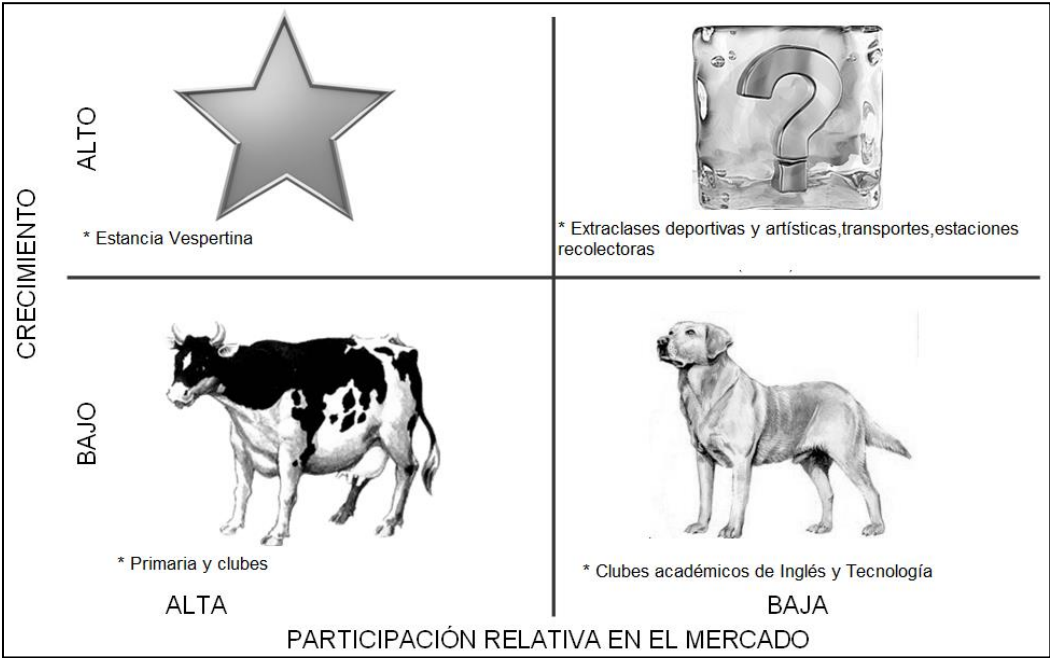 ALTO
* Estancia Vespertina
* Extraclases deportivas y artísticas,transportes,estaciones
recolectoras
CRECIMIENTO
BAJO
* Primaria y clubes
* Clubes académicos de Inglés y Tecnología
ALTA
BAJA
PARTICIPACIÓN RELATIVA EN EL MERCADO